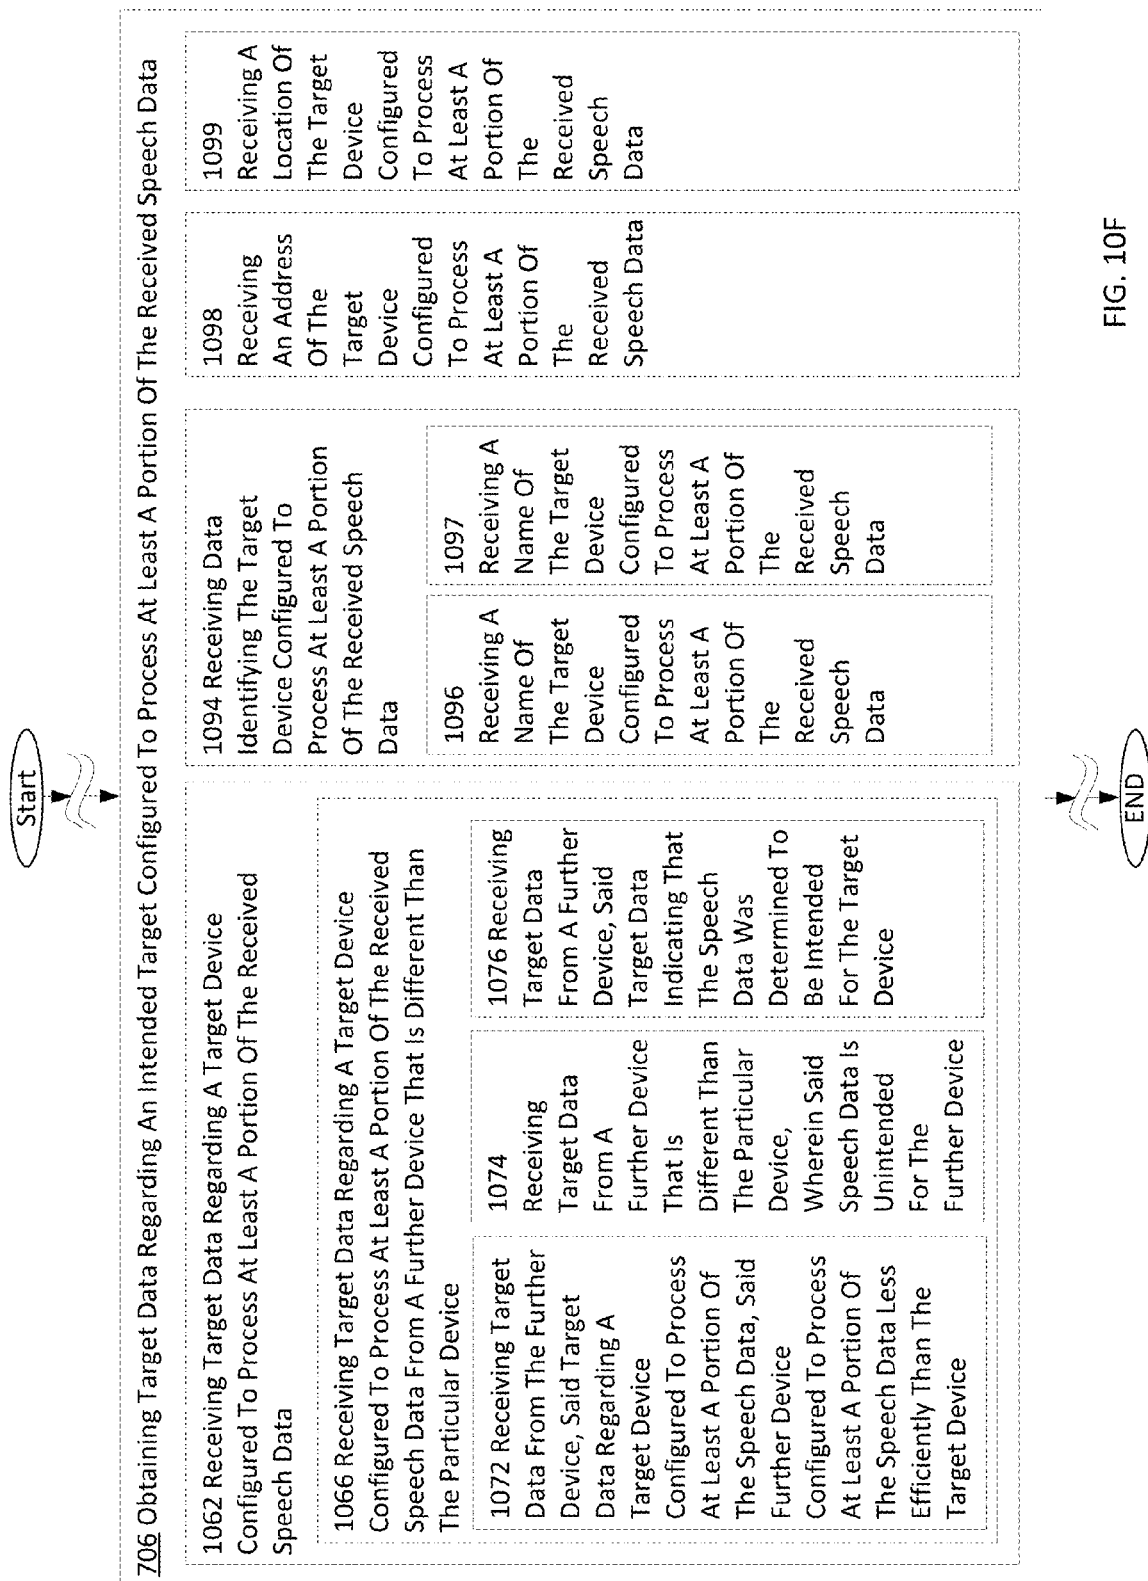 Start
706 Obtaining Target Data Regarding An Intended Target Configured To Process At Least A Portion Of The Received Speech Data
1062 Receiving Target Data Regarding A Target Device
Configured To Process At Least A Portion Of The Received
Speech Data
1066 Receiving Target Data Regarding A Target Device
Configured To Process At Least A Portion Of The Received
Speech Data From A Further Device That Is Different Than
The Particular Device
1072 Receiving Target
Data From The Further
Device, Said Target
Data Regarding A
Target Device
Configured To Process
At Least A Portion Of
The Speech Data, Said
Further Device
Configured To Process
At Least A Portion Of
The Speech Data Less
Efficiently Than The
Target Device
1074
Receiving
Target Data
From A
Further Device
That Is
Different Than
The Particular
Device,
Wherein Said
Speech Data Is
Unintended
For The
Further Device
1076 Receiving
Target Data
From A Further
Device, Said
Target Data
Indicating That
The Speech
Data Was
Determined To
Be Intended
For The Target
Device
1094 Receiving Data
Identifying The Target
Device Configured To
Process At Least A Portion
Of The Received Speech
Data
1096
Receiving A
Name Of
The Target
Device
Configured
To Process
At Least A
Portion Of
The
Received
Speech
Data
1097
Receiving A
Name Of
The Target
Device
Configured
To Process
At Least A
Portion Of
The
Received
Speech
Data
1098
Receiving
An Address
Of The
Target
Device
Configured
To Process
At Least A
Portion Of
The
Received
Speech Data
1099
Receiving A
Location Of
The Target
Device
Configured
To Process
At Least A
Portion Of
The
Received
Speech
Data
END
FIG. 10F